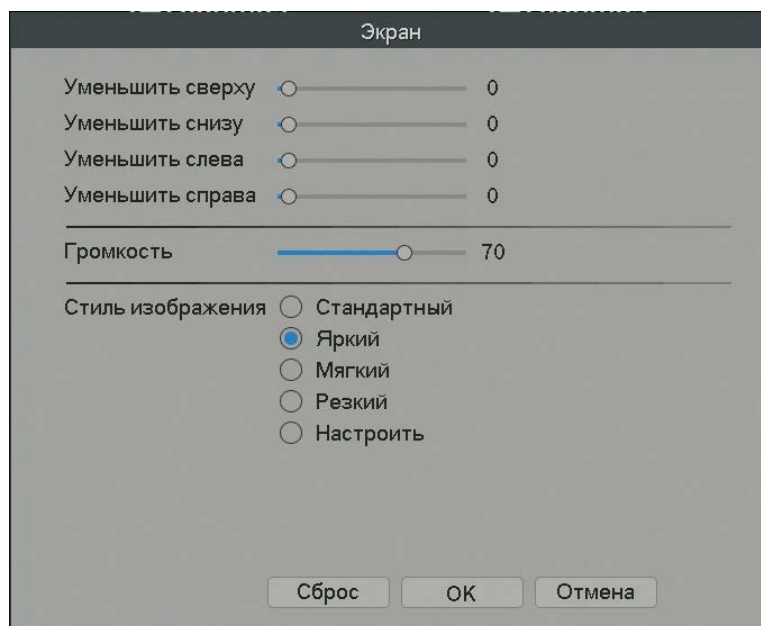 Экран
Уменьшить сверху 0
Уменьшить снизу 0
Уменьшить слева 0
Уменьшить справа 0
Громкость 70
Стиль изображения Стандартный
Яркий
Мягкий
Резкий
Настроить
Сброс OK Отмена